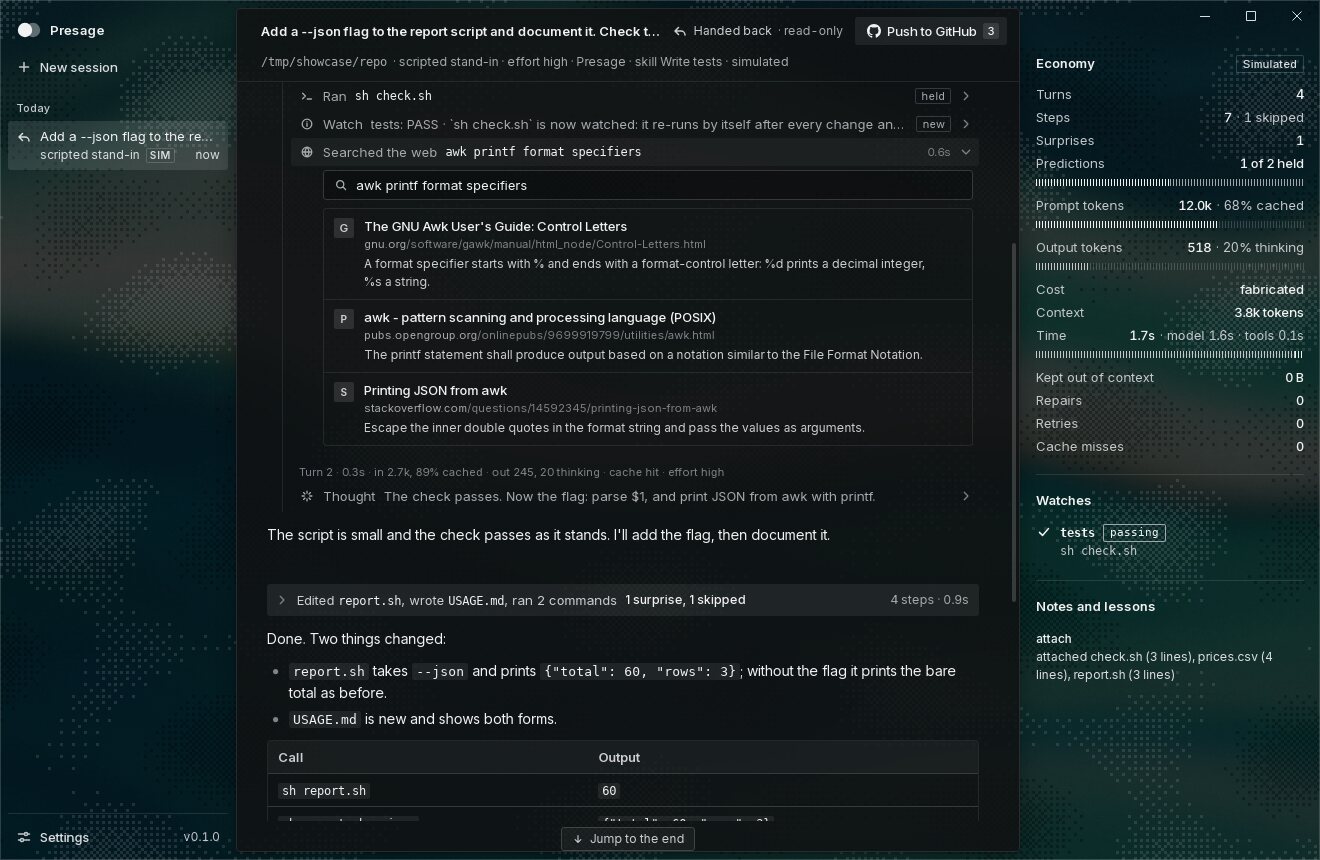 Presage
New session
Today
Add a --json flag to the re…
scripted stand-in SIM now
Settings v0.1.0
Add a --json flag to the report script and document it. Check t… Handed back · read-only Push to GitHub 3
/tmp/showcase/repo · scripted stand-in · effort high · Presage · skill Write tests · simulated
Ran sh check.sh held
Watch tests: PASS · `sh check.sh` is now watched: it re-runs by itself after every change an… new
Searched the web awk printf format specifiers 0.6s
awk printf format specifiers
G The GNU Awk User's Guide: Control Letters
gnu.org/software/gawk/manual/html_node/Control-Letters.html
A format specifier starts with % and ends with a format-control letter: %d prints a decimal integer,
%s a string.
P awk - pattern scanning and processing language (POSIX)
pubs.opengroup.org/onlinepubs/9699919799/utilities/awk.html
The printf statement shall produce output based on a notation similar to the File Format Notation.
S Printing JSON from awk
stackoverflow.com/questions/14592345/printing-json-from-awk
Escape the inner double quotes in the format string and pass the values as arguments.
Turn 2 · 0.3s · in 2.7k, 89% cached · out 245, 20 thinking · cache hit · effort high
Thought The check passes. Now the flag: parse $1, and print JSON from awk with printf.
The script is small and the check passes as it stands. I'll add the flag, then document it.
Edited report.sh, wrote USAGE.md, ran 2 commands 1 surprise, 1 skipped 4 steps · 0.9s
Done. Two things changed:
• report.sh takes --json and prints {"total": 60, "rows": 3}; without the flag it prints the bare
total as before.
• USAGE.md is new and shows both forms.
Call Output
sh report.sh 60
Jump to the end
Economy Simulated
Turns 4
Steps 7 · 1 skipped
Surprises 1
Predictions 1 of 2 held
Prompt tokens 12.0k · 68% cached
Output tokens 518 · 20% thinking
Cost fabricated
Context 3.8k tokens
Time 1.7s · model 1.6s · tools 0.1s
Kept out of context 0 B
Repairs 0
Retries 0
Cache misses 0
Watches
tests passing
sh check.sh
Notes and lessons
attach
attached check.sh (3 lines), prices.csv (4
lines), report.sh (3 lines)